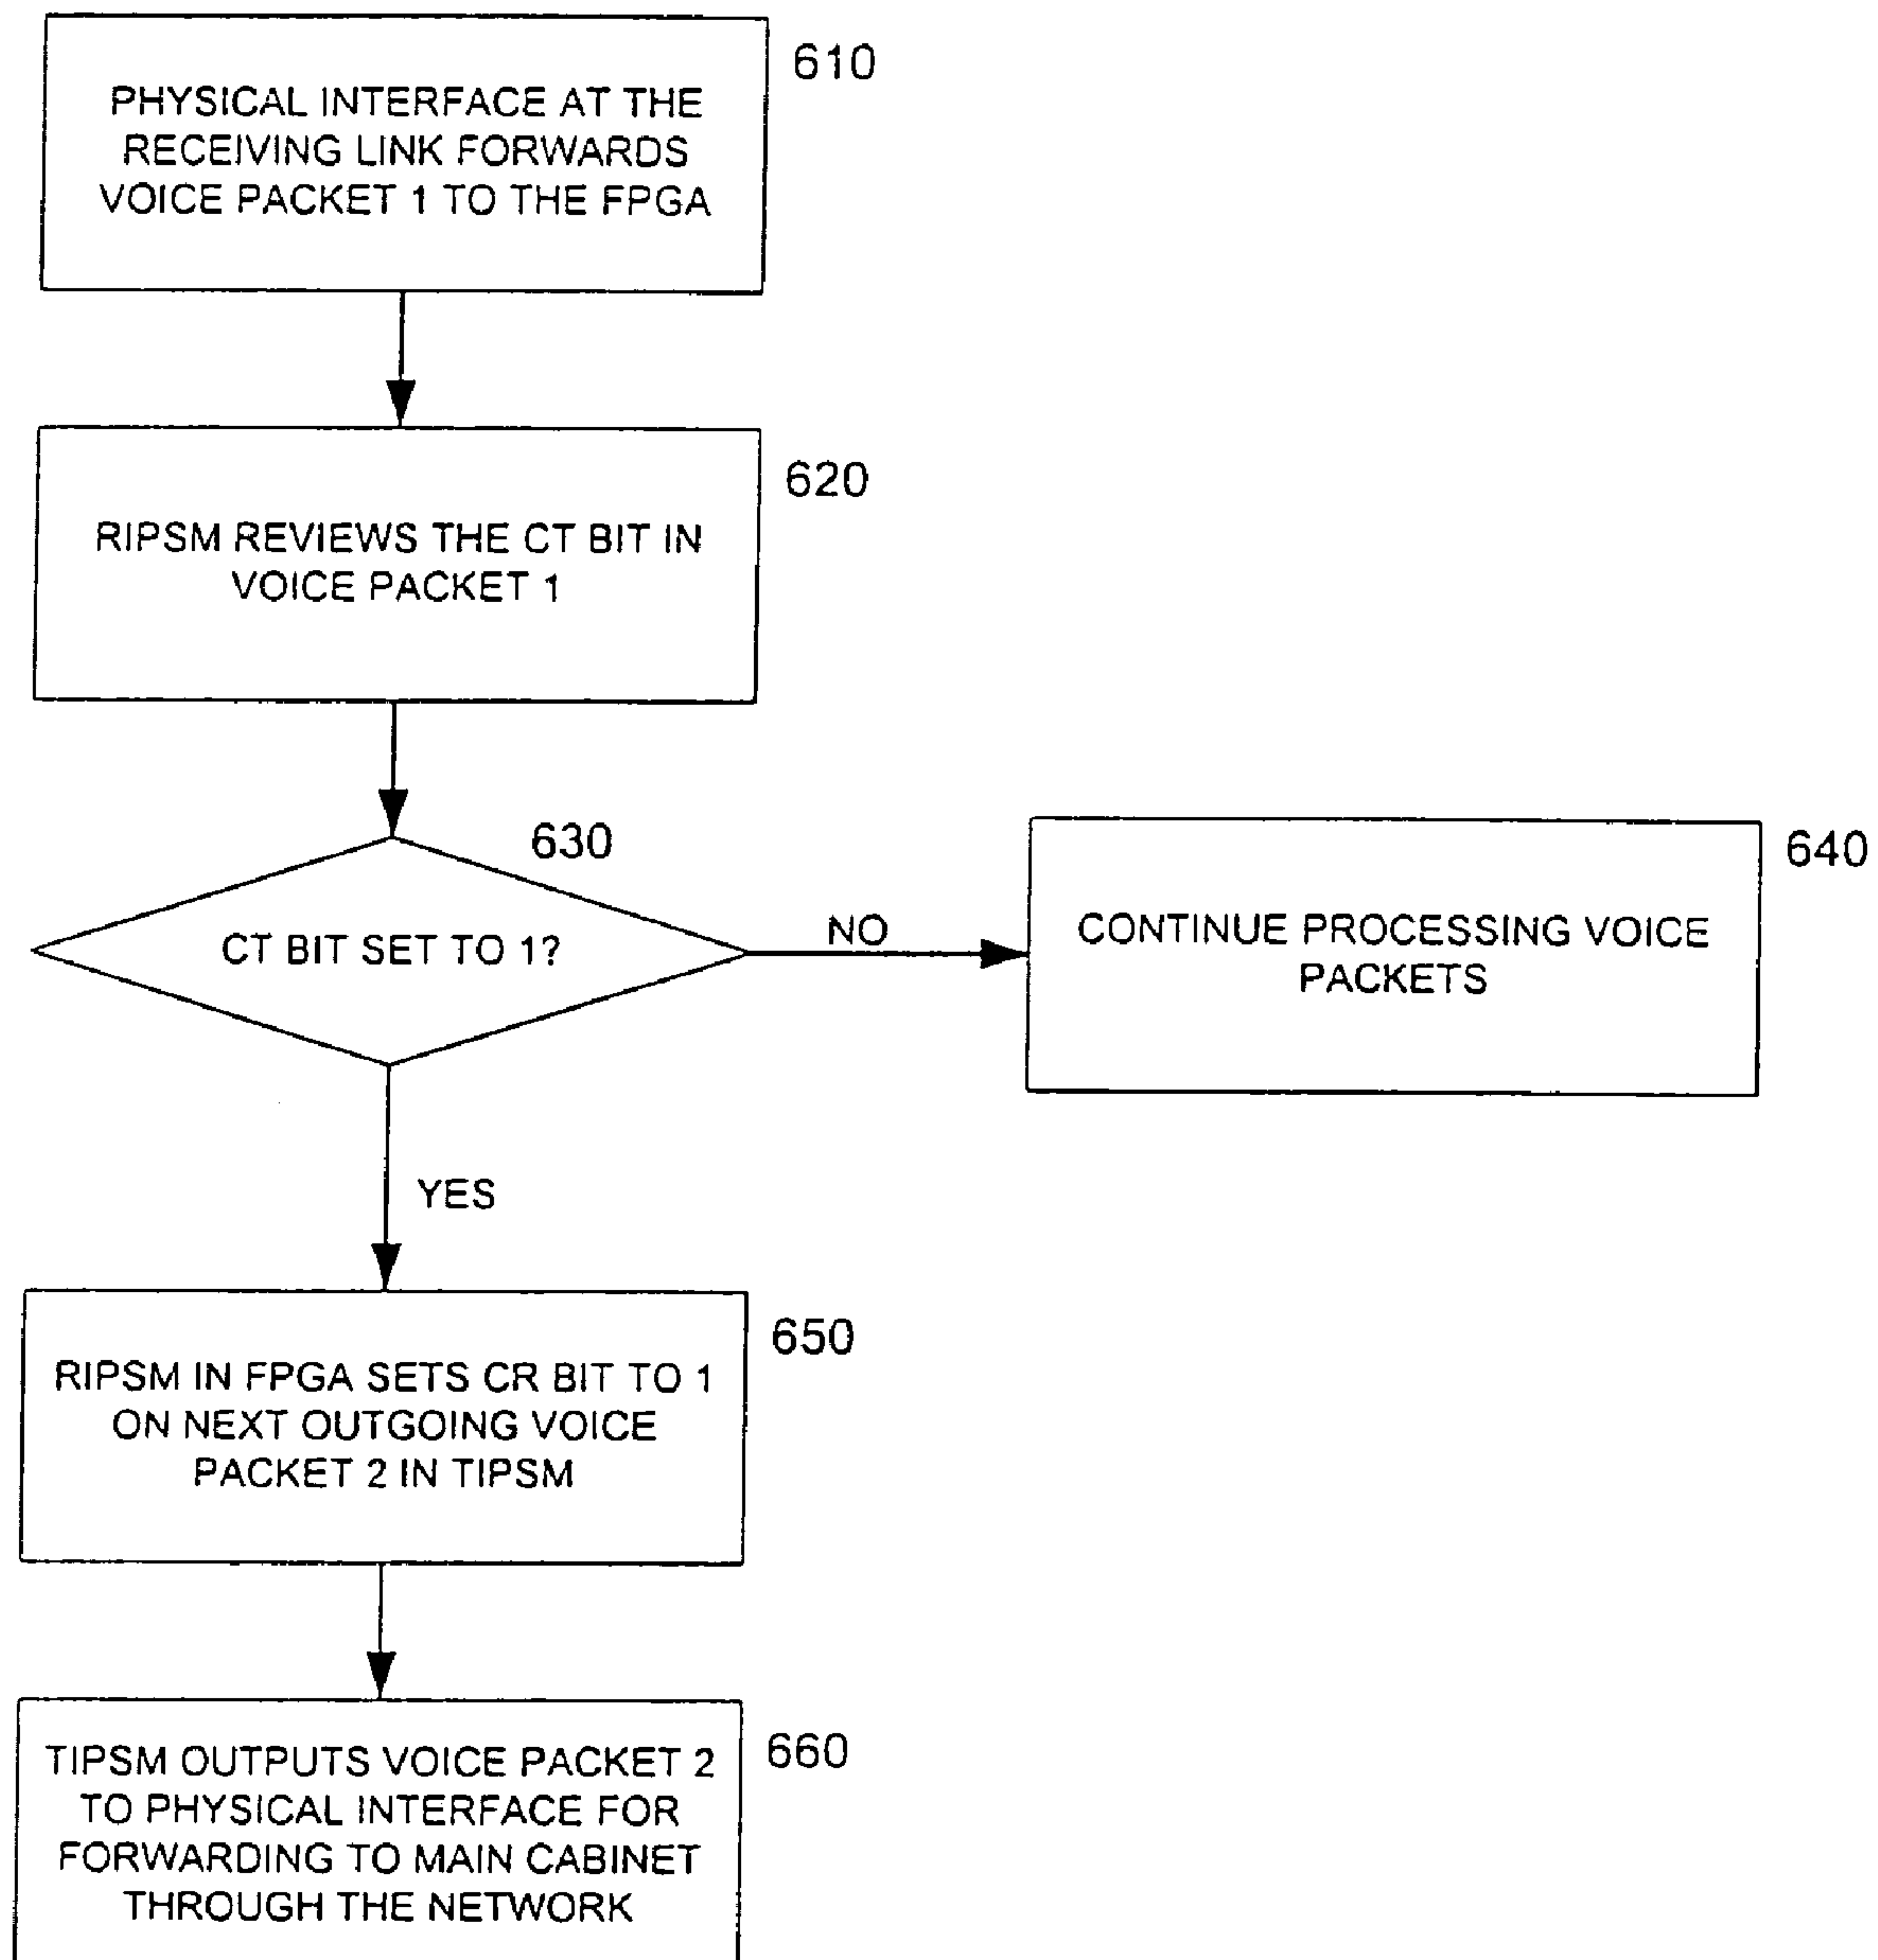 610
PHYSICAL INTERFACE AT THE
RECEIVING LINK FORWARDS
VOICE PACKET 1 TO THE FPGA
620
RIPSM REVIEWS THE CT BIT IN
VOICE PACKET 1
630
CT BIT SET TO 1?
NO
640
CONTINUE PROCESSING VOICE
PACKETS
YES
650
RIPSM IN FPGA SETS CR BIT TO 1
ON NEXT OUTGOING VOICE
PACKET 2 IN TIPSM
660
TIPSM OUTPUTS VOICE PACKET 2
TO PHYSICAL INTERFACE FOR
FORWARDING TO MAIN CABINET
THROUGH THE NETWORK